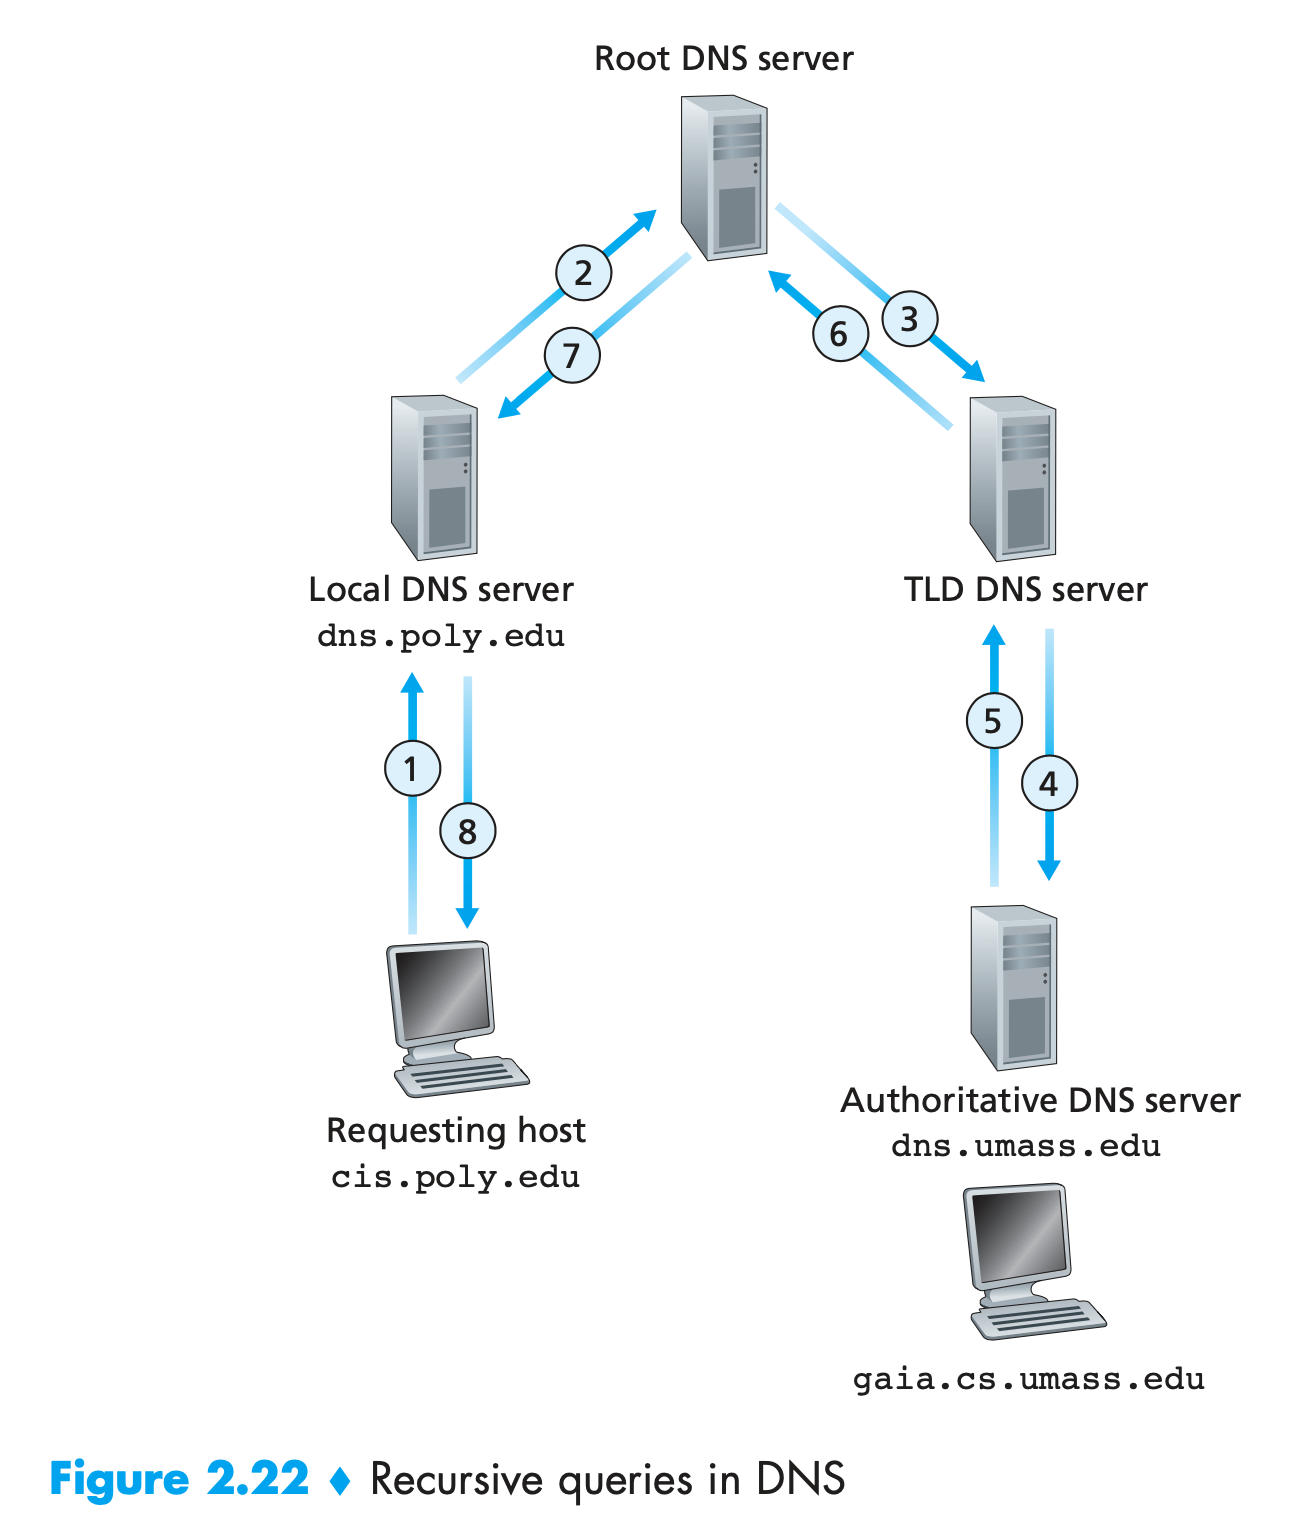 Root DNS server
2
7
6
3
Local DNS server
dns.poly.edu
TLD DNS server
1
8
5
4
Requesting host
cis.poly.edu
Authoritative DNS server
dns.umass.edu
gaia.cs.umass.edu
Figure 2.22 ♦ Recursive queries in DNS